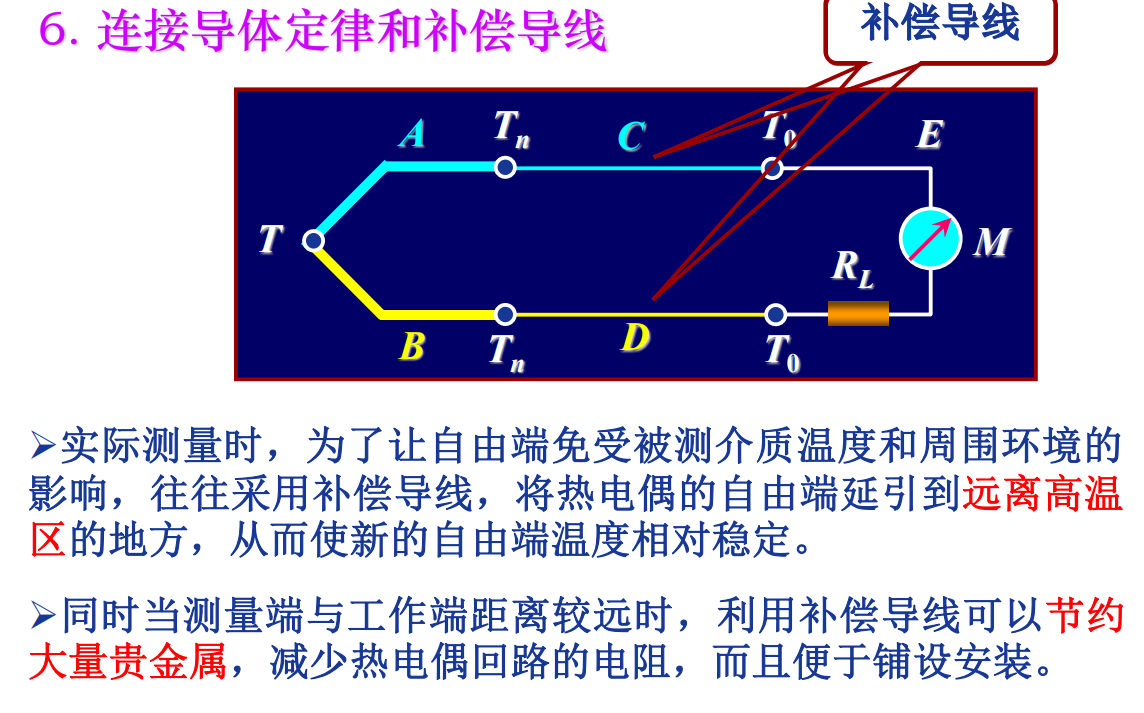 6. 连接导体定律和补偿导线
补偿导线
A Tn C T0 E
T
M
RL
B Tn D T0
➢实际测量时，为了让自由端免受被测介质温度和周围环境的
影响，往往采用补偿导线，将热电偶的自由端延引到远离高温
区的地方，从而使新的自由端温度相对稳定。
➢同时当测量端与工作端距离较远时，利用补偿导线可以节约
大量贵金属，减少热电偶回路的电阻，而且便于铺设安装。